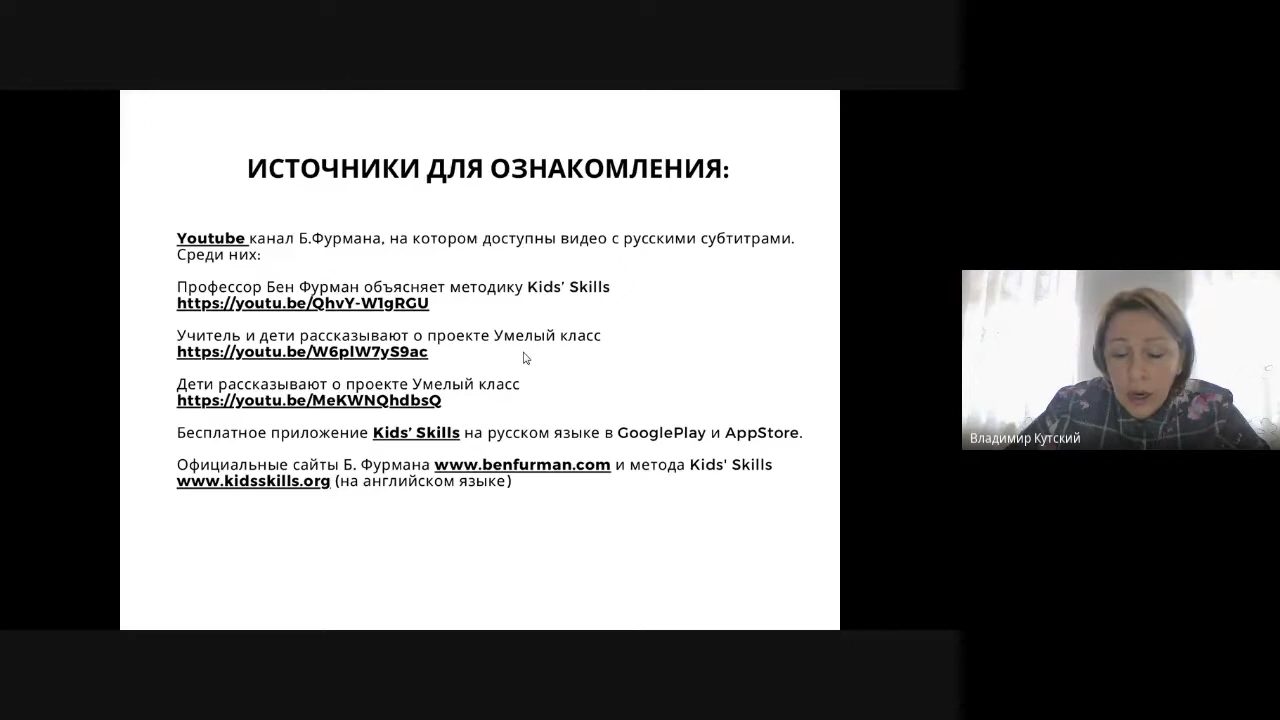 ИСТОЧНИКИ ДЛЯ ОЗНАКОМЛЕНИЯ:
Youtube канал Б.Фурмана, на котором доступны видео с русскими субтитрами.
Среди них:
Профессор Бен Фурман объясняет методику Kids’ Skills
https://youtu.be/QhvY-W1gRGU
Учитель и дети рассказывают о проекте Умелый класс
https://youtu.be/W6plW7yS9ac
Дети рассказывают о проекте Умелый класс
https://youtu.be/MeKWNQhdbsQ
Бесплатное приложение Kids’ Skills на русском языке в GooglePlay и AppStore.
Официальные сайты Б. Фурмана www.benfurman.com и метода Kids' Skills
www.kidsskills.org (на английском языке)
Владимир Кутский